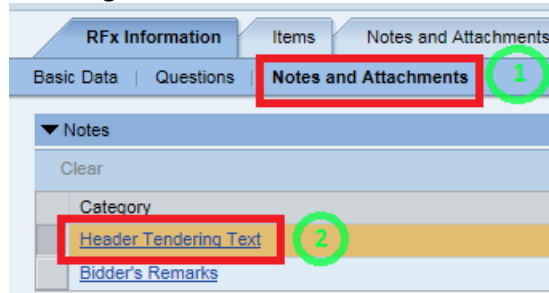 RFx Information Items Notes and Attachments
Basic Data | Questions | Notes and Attachments 1
Notes
Clear
Category
Header Tendering Text 2
Bidder's Remarks